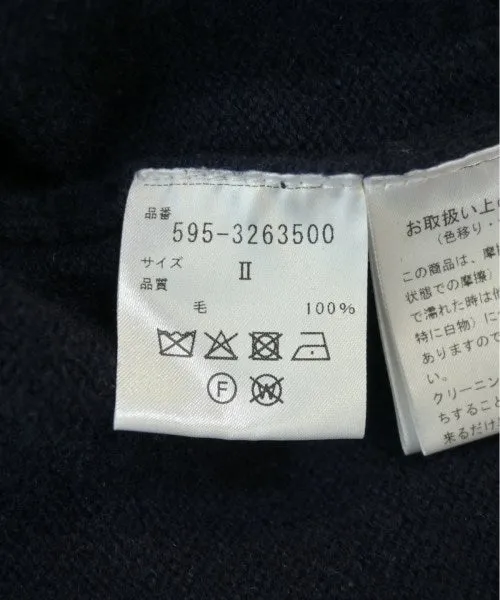 品番
595-3263500
サイズ II
品質
毛 100%
F W
お取扱い上の
(色移り・
この商品は、摩擦
状態での摩擦)
で濡れた時は他
特に白物)に
ありますので
い。
クリーニン
ちすること
来るだけ